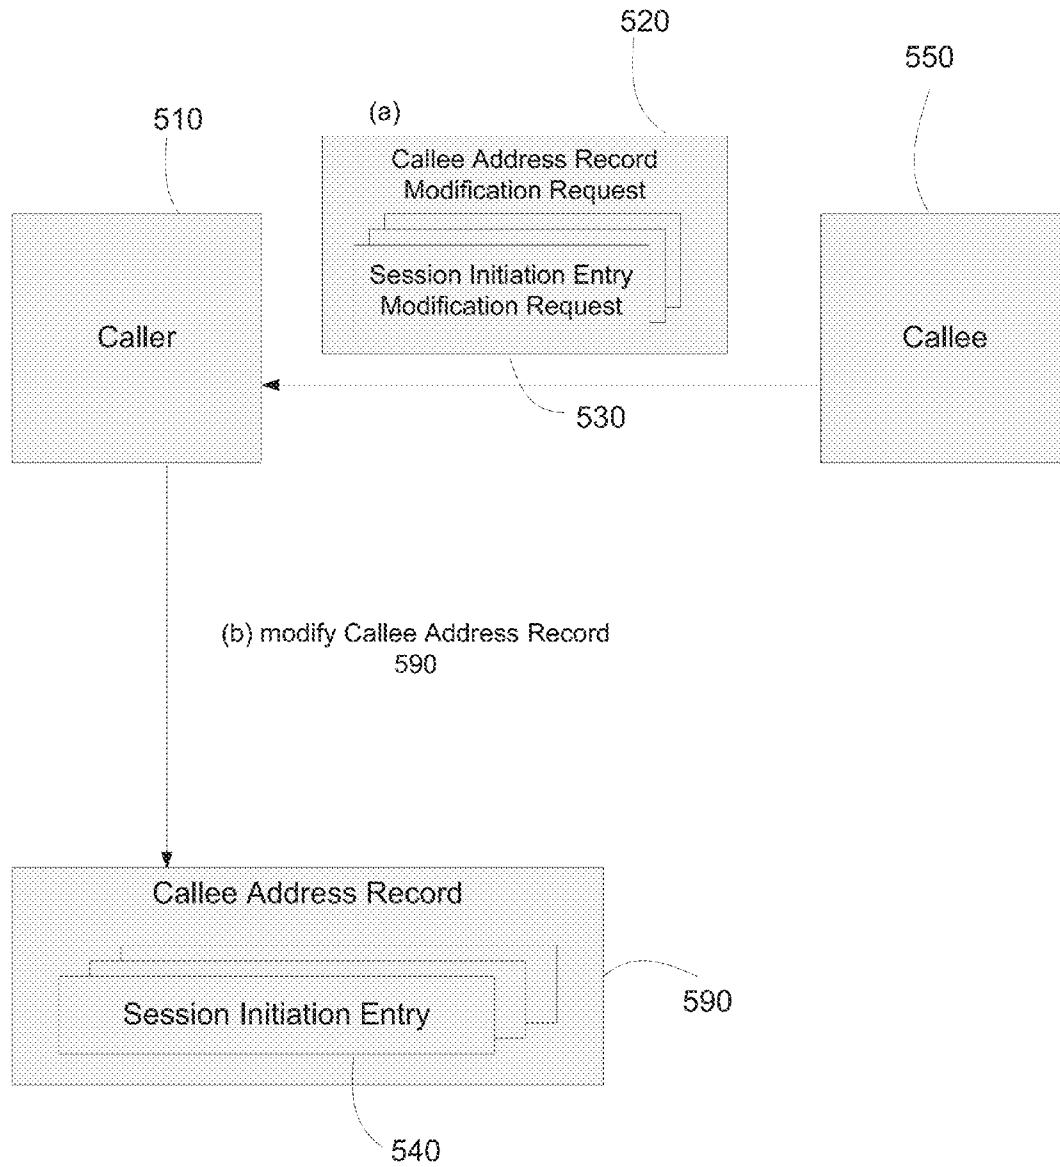 520
550
(a)
510
Callee Address Record
Modification Request
Session Initiation Entry
Modification Request
Caller
Callee
530
(b) modify Callee Address Record
590
Callee Address Record
Session Initiation Entry
590
540